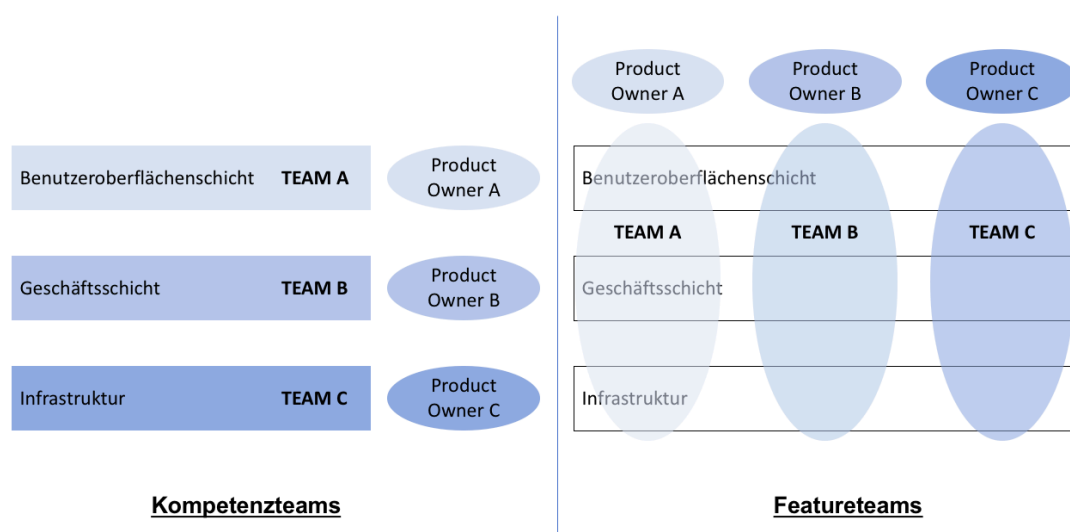 Benutzeroberflächenschicht TEAM A
Product
Owner A
Geschäftsschicht TEAM B
Product
Owner B
Infrastruktur TEAM C
Product
Owner C
Kompetenzteams
Product
Owner A
Product
Owner B
Product
Owner C
Benutzeroberflächenschicht
TEAM A TEAM B TEAM C
Geschäftsschicht
Infrastruktur
Featureteams